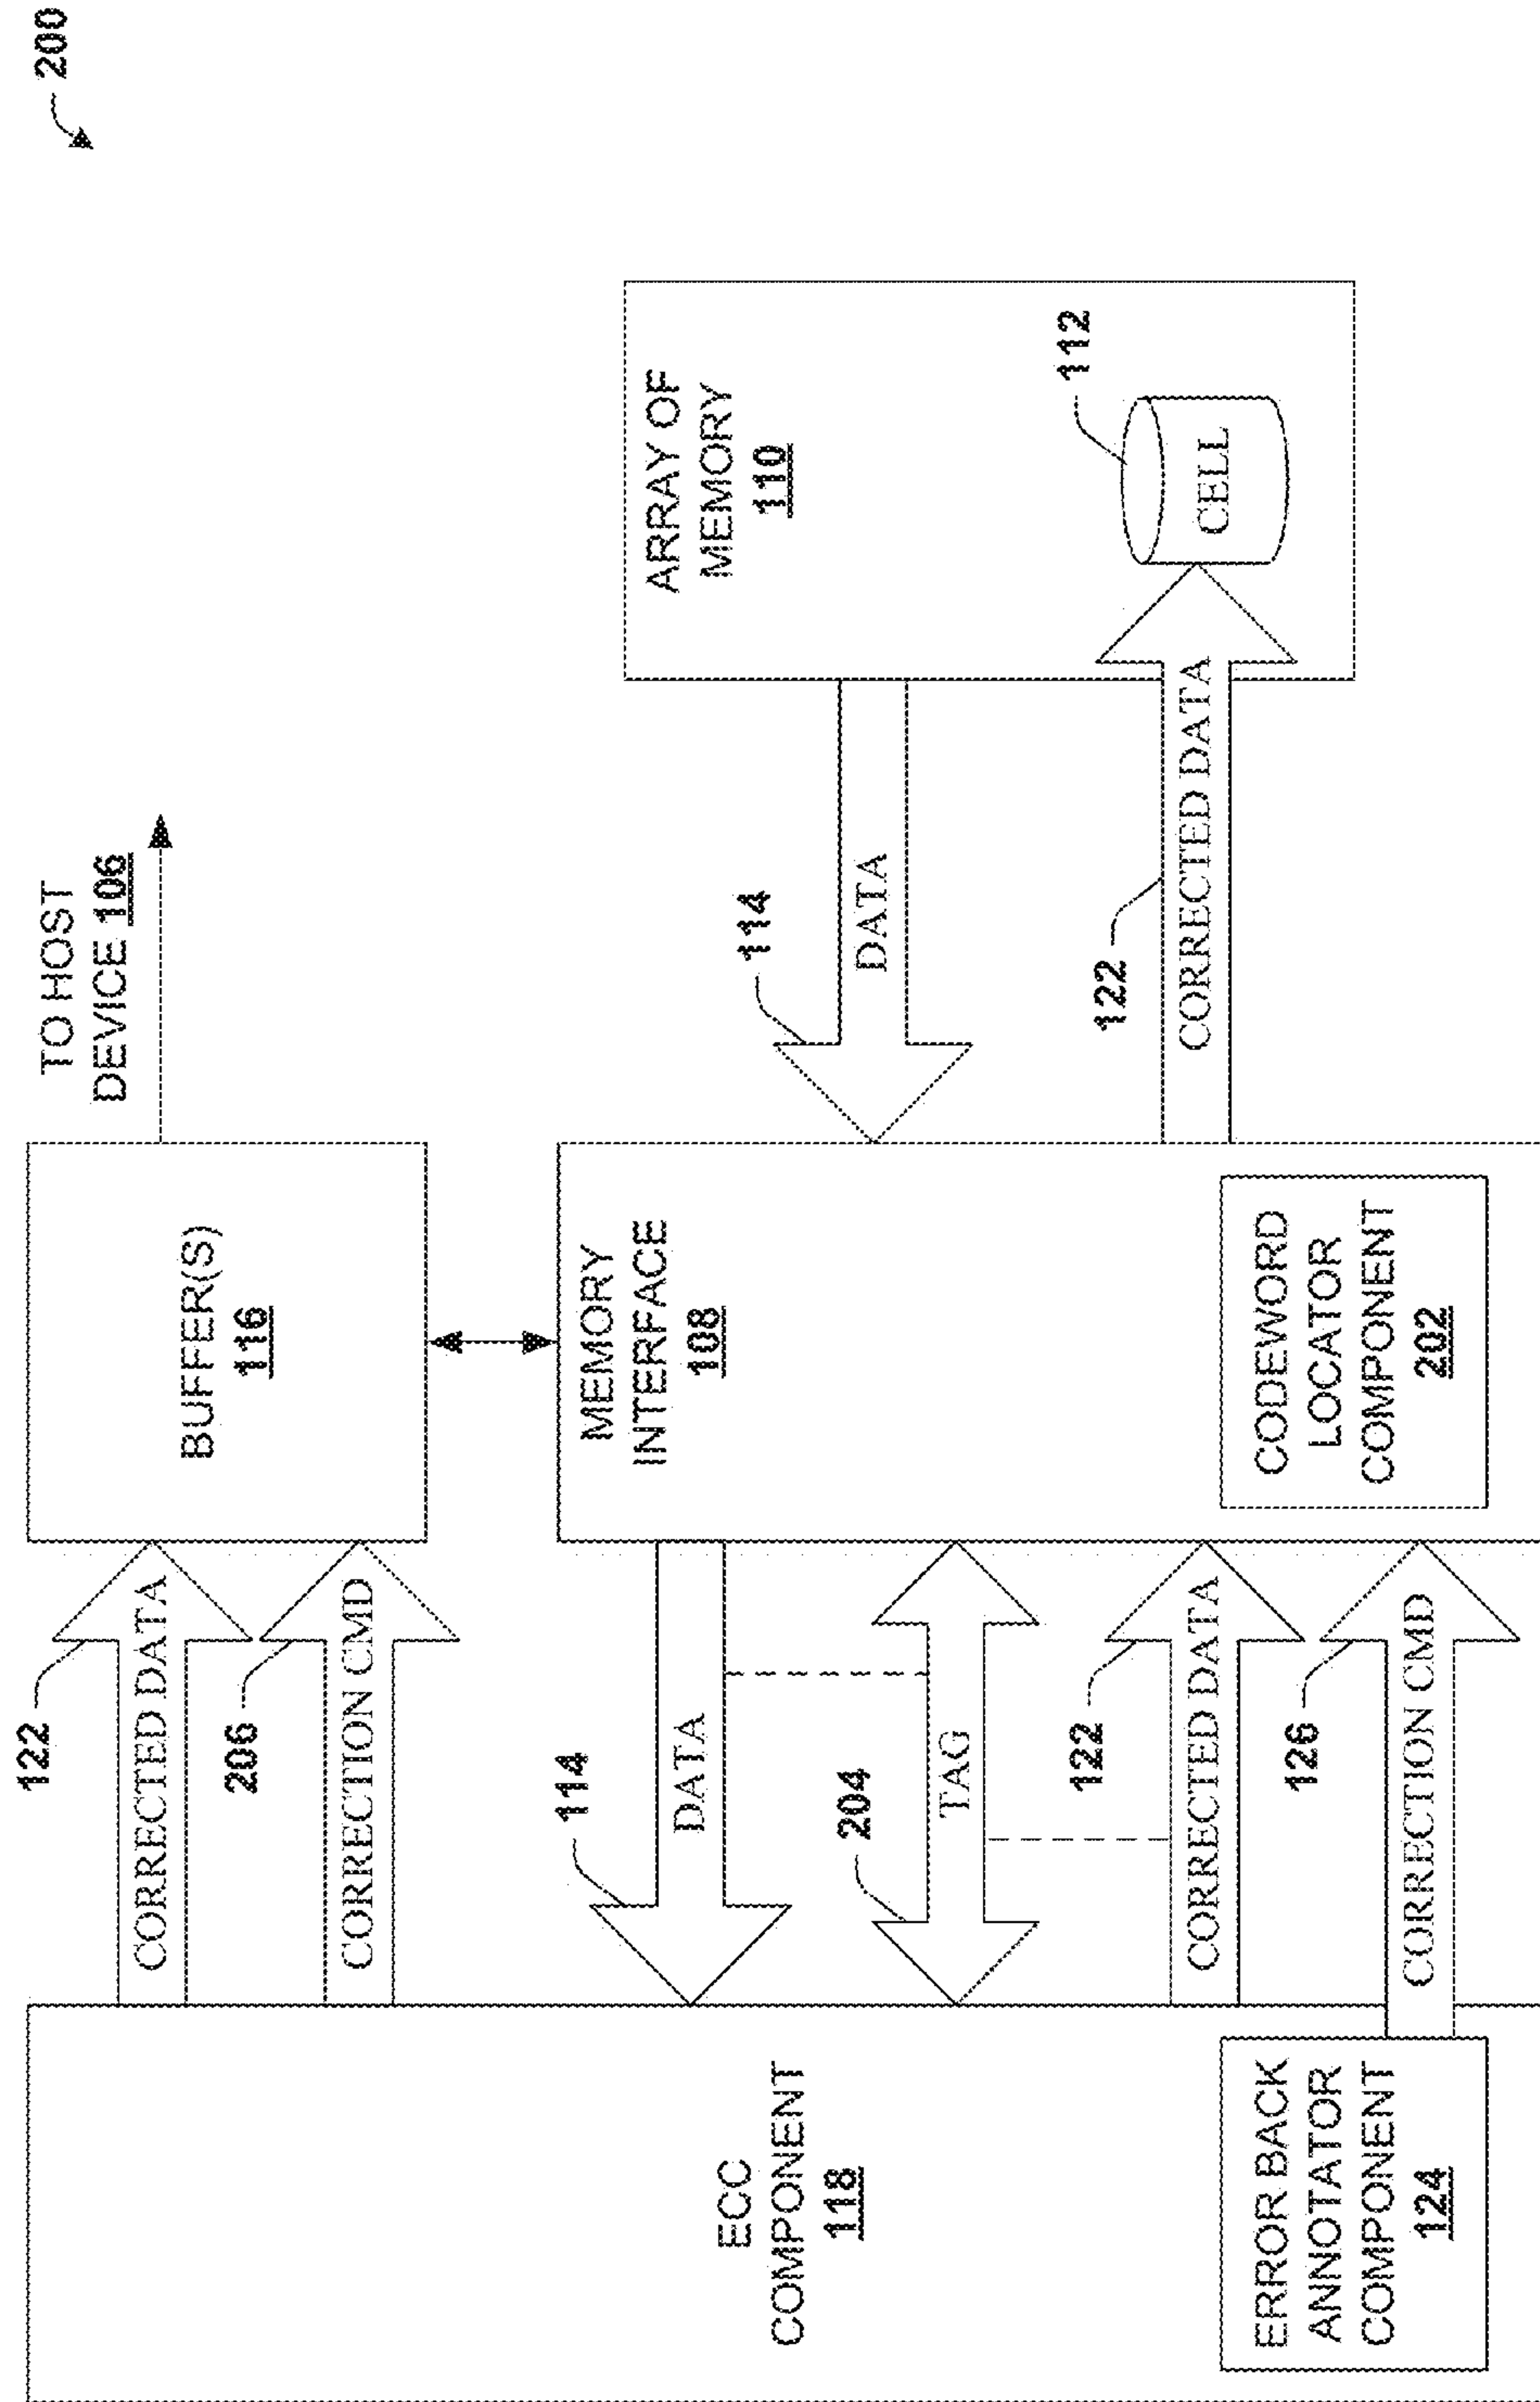 200
TO HOST
DEVICE 106
122
CORRECTED DATA
206
CORRECTION CMD
BUFFER(S)
116
ECC
COMPONENT
118
114
DATA
204
TAG
122
CORRECTED DATA
126
CORRECTION CMD
ERROR BACK
ANNOTATOR
COMPONENT
124
MEMORY
INTERFACE
108
CODEWORD
LOCATOR
COMPONENT
202
114
DATA
122
CORRECTED DATA
ARRAY OF
MEMORY
110
112
CELL